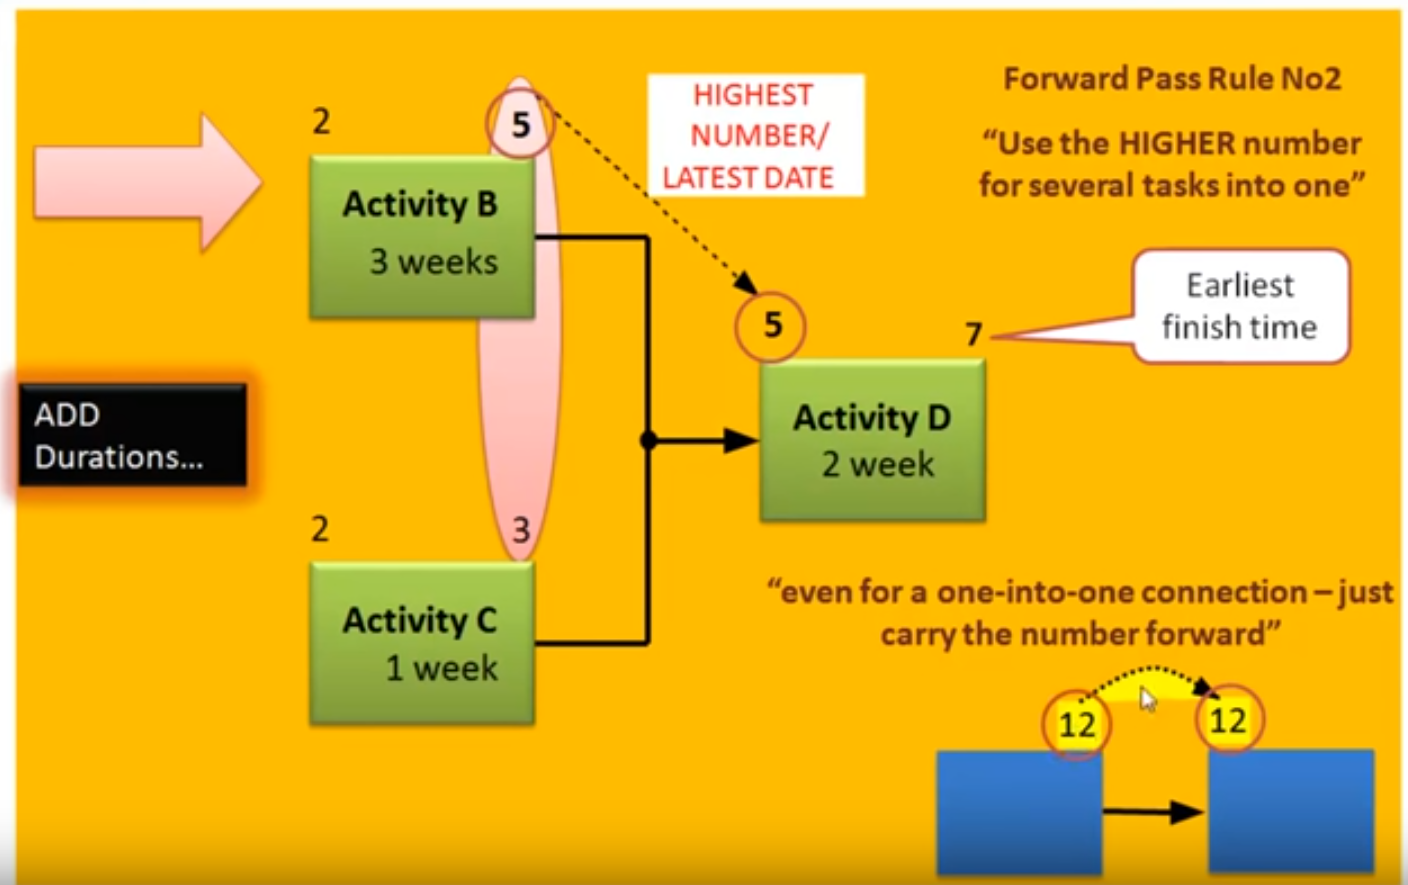 Forward Pass Rule No2
“Use the HIGHER number
for several tasks into one”
HIGHEST
NUMBER/
LATEST DATE
2
5
Activity B
3 weeks
Earliest
finish time
5
7
Activity D
2 week
ADD
Durations...
2
3
Activity C
1 week
“even for a one-into-one connection – just
carry the number forward”
12
12